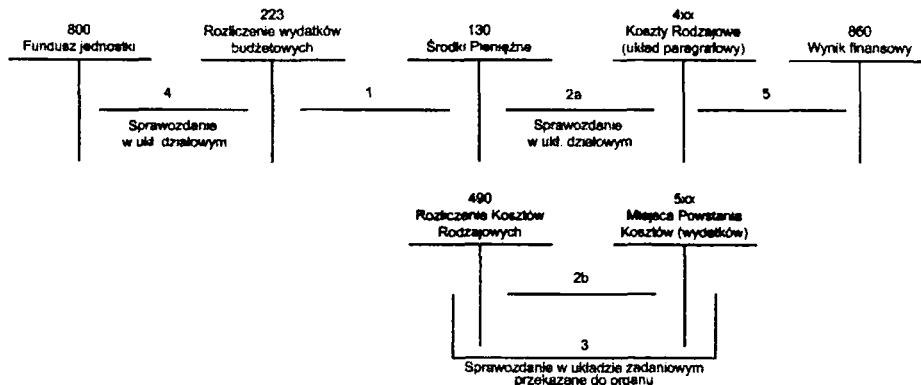 800
Fundusz jednostki
223
Rozliczenie wydatków
budżetowych
130
Środki Pieniężne
4xx
Koszty Rodzajowe
(układ paragrafowy)
860
Wynik finansowy
4
Sprawozdanie
w ukł. działowym
1
2a
Sprawozdanie
w ukł. działowym
5
490
Rozliczenie Kosztów
Rodzajowych
5xx
Miejsca Powstania
Kosztów (wydatków)
2b
3
Sprawozdanie w układzie zadaniowym
przekazane do organu